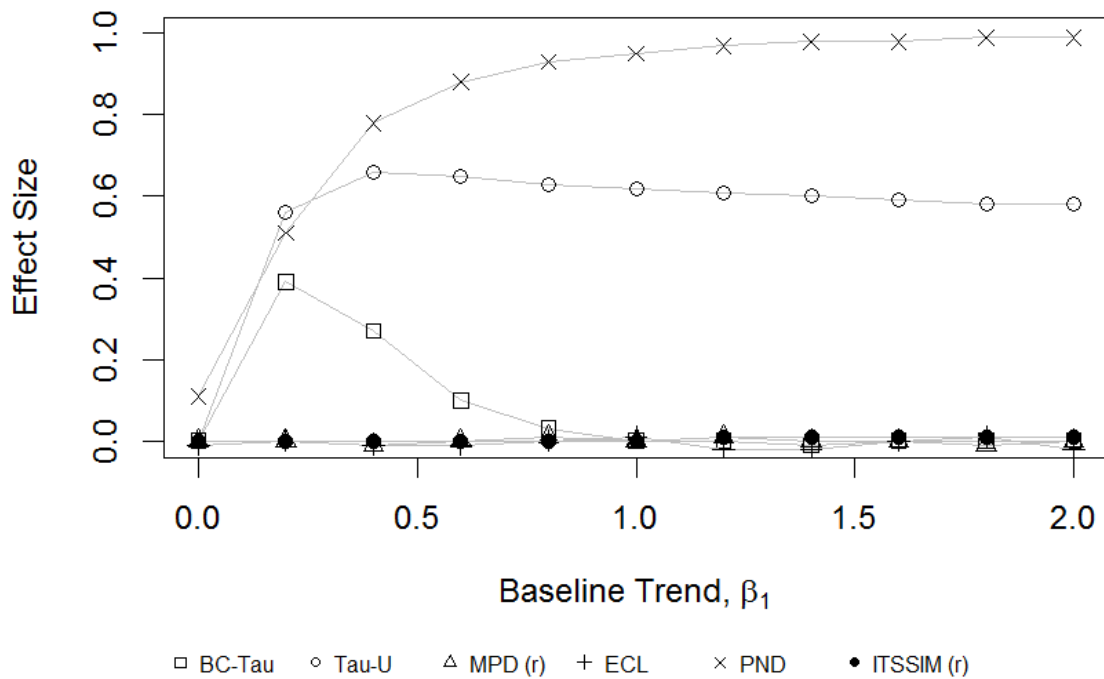 1.0
0.8
0.6
0.4
0.2
0.0
Effect Size
0.0 0.5 1.0 1.5 2.0
Baseline Trend, β₁
BC-Tau Tau-U MPD (r) ECL PND ITSSIM (r)